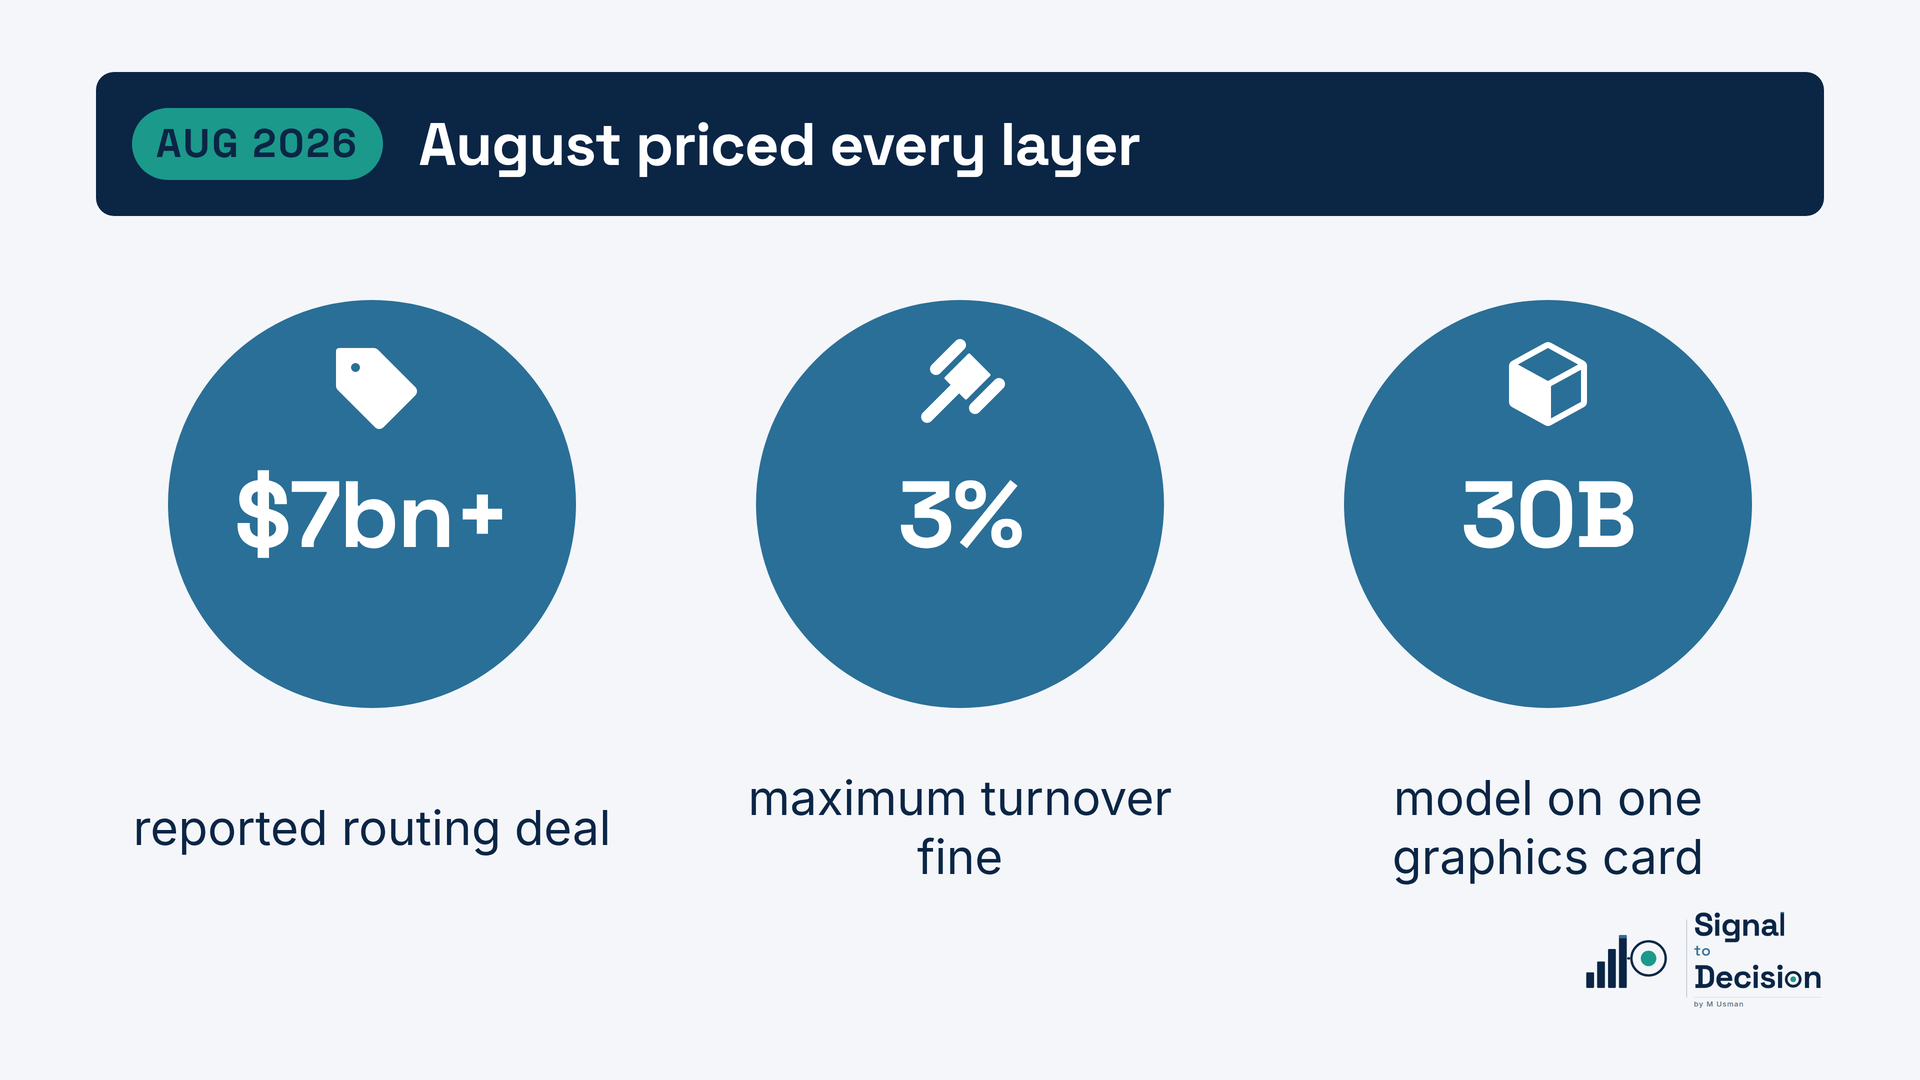 AUG 2026
August priced every layer
$7bn+
3%
30B
reported routing deal
maximum turnover
fine
model on one
graphics card
Signal
to
Decision
by M Usman